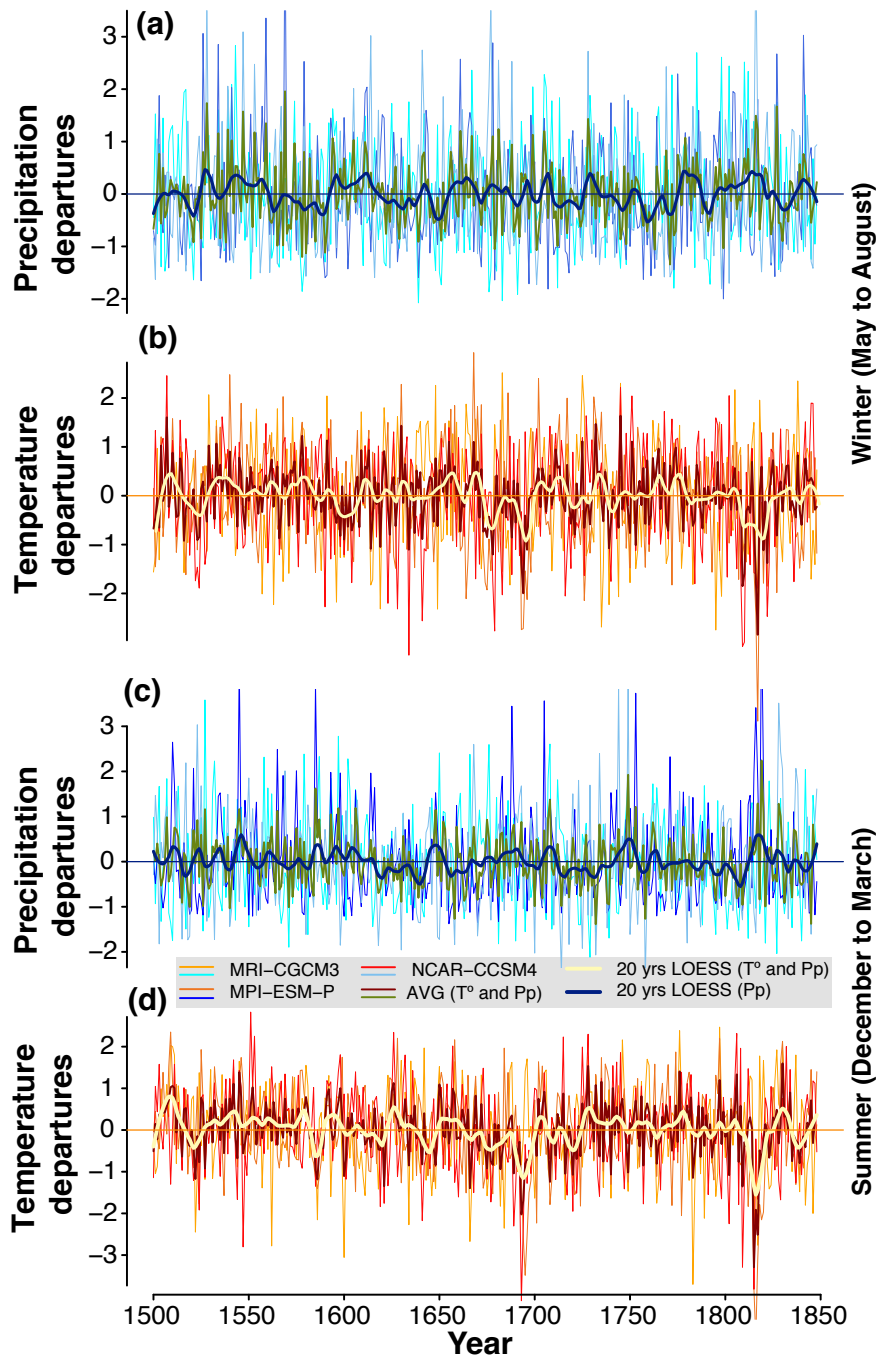 (a)
3
2
1
0
−1
−2
Precipitation
departures
(b)
2
1
0
−1
−2
Temperature
departures
Winter (May to August)
(c)
3
2
1
0
−1
−2
Precipitation
departures
MRI−CGCM3 NCAR−CCSM4 20 yrs LOESS (Tº and Pp)
MPI−ESM−P AVG (Tº and Pp) 20 yrs LOESS (Pp)
(d)
2
1
0
−1
−2
−3
Temperature
departures
Summer (December to March)
1500 1550 1600 1650 1700 1750 1800 1850
Year